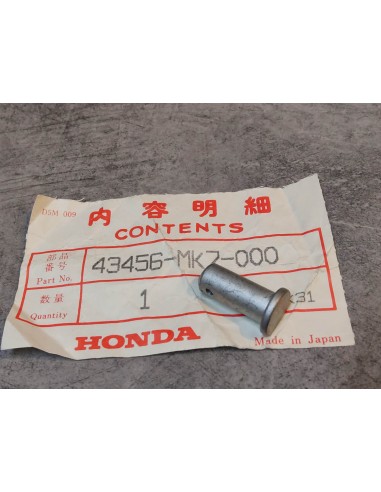 DSM 009
内容明細
CONTENTS
部品番号
Part No.
43456-MK7-000
数量
Quantity
1
K31
HONDA
Made in Japan